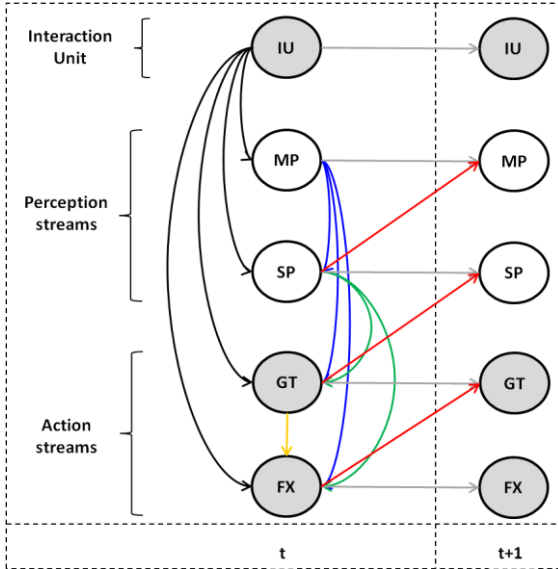 Interaction
Unit
IU
IU
MP
MP
Perception
streams
SP
SP
GT
GT
Action
streams
FX
FX
t
t+1